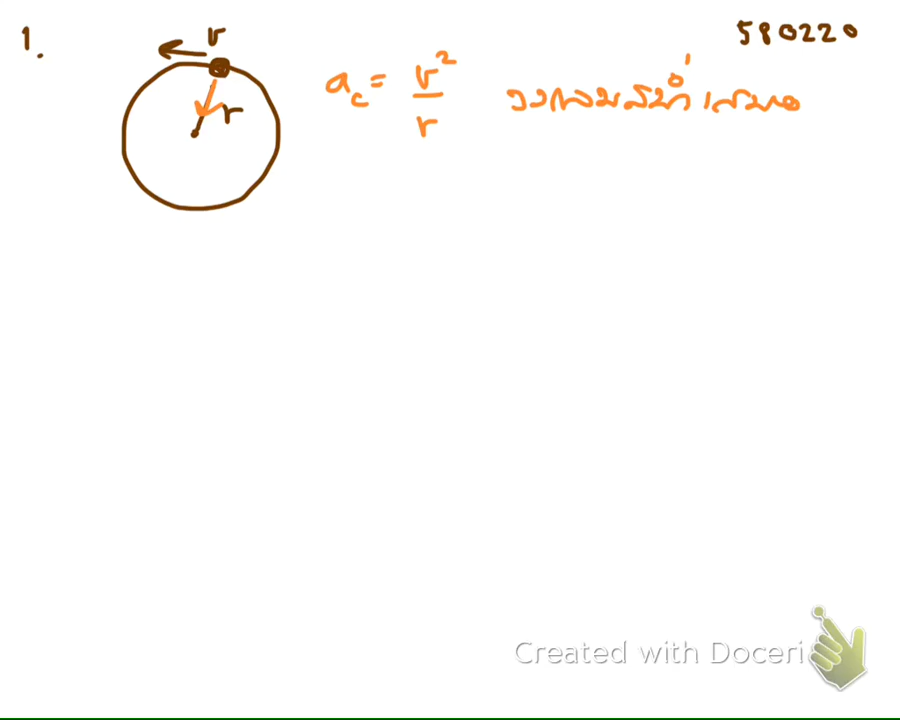 1.
v
580220
r
a_c = v²/r วงกลมสม่ำเสมอ
Created with Doceri